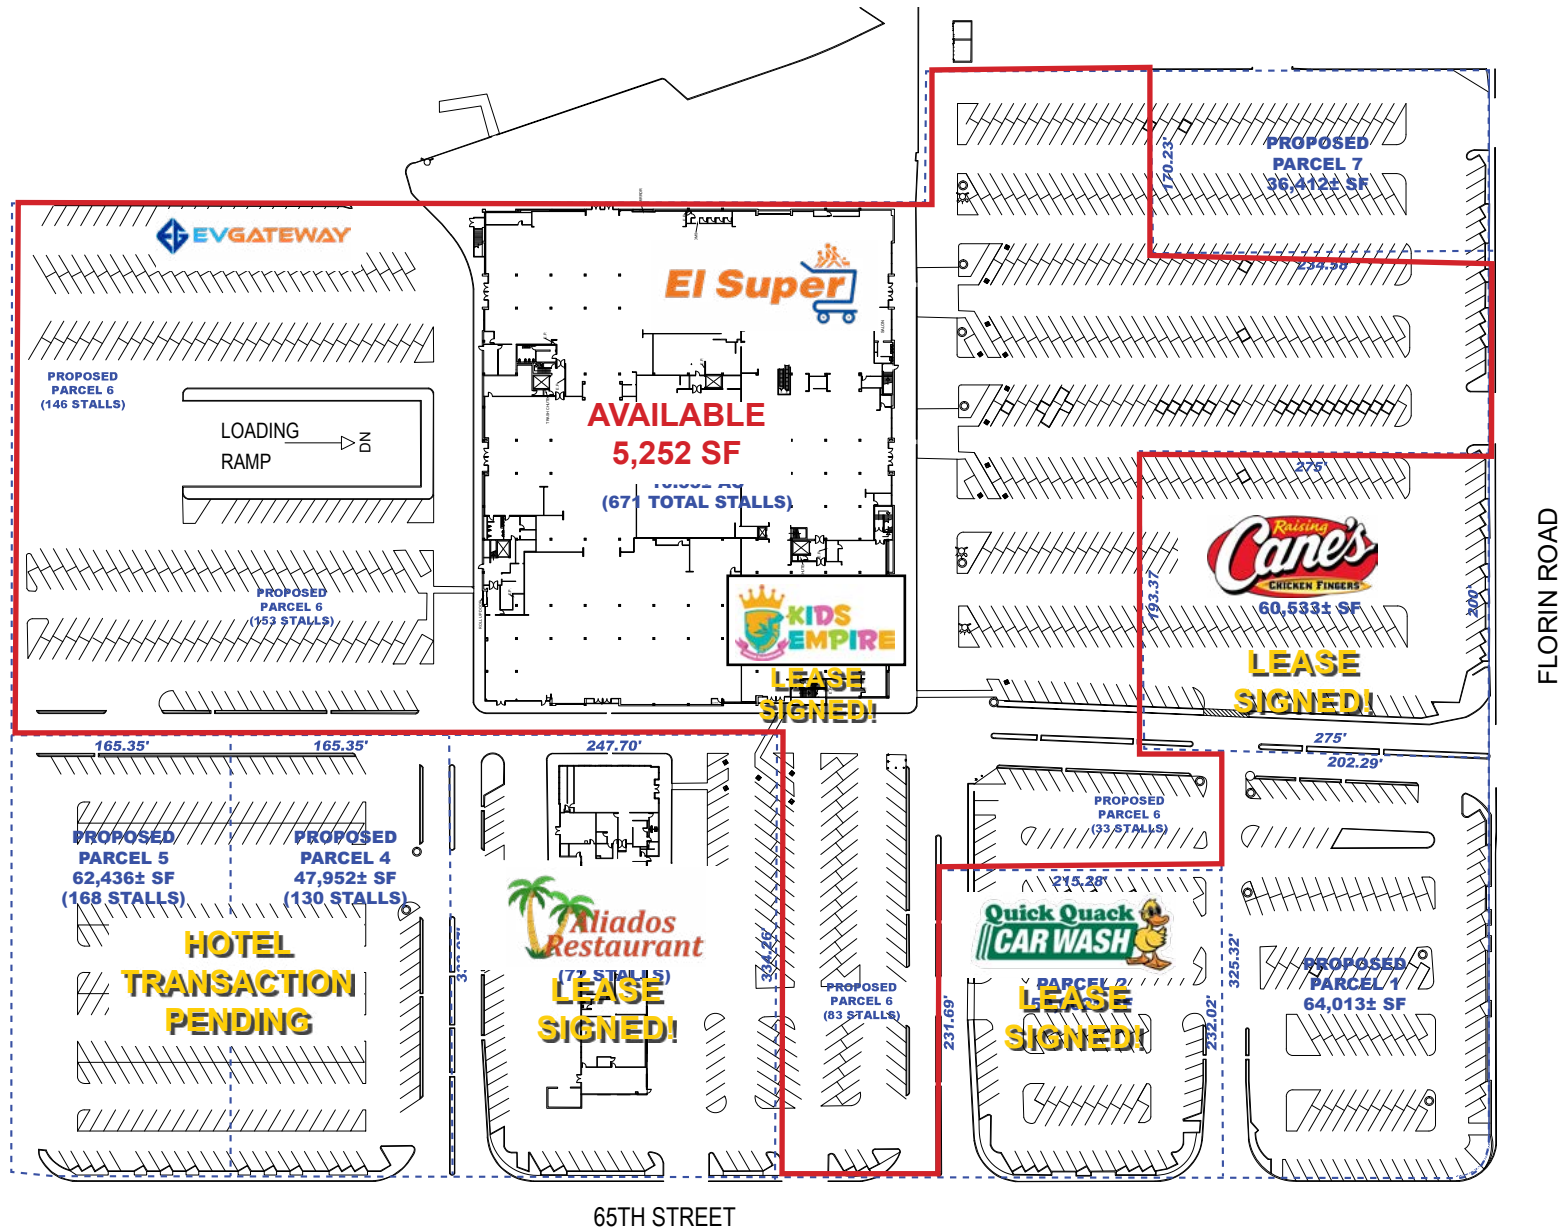 PROPOSED
PARCEL 7
36,412± SF
170.23'
234.58'
EVGATEWAY
El Super
PROPOSED
PARCEL 6
(146 STALLS)
LOADING
RAMP
DN
AVAILABLE
5,252 SF
(671 TOTAL STALLS)
275'
Raising
Cane's
CHICKEN FINGERS
60,533± SF
193.37
200'
LEASE
SIGNED!
FLORIN ROAD
PROPOSED
PARCEL 6
(153 STALLS)
KIDS
EMPIRE
LEASE
SIGNED!
165.35'
165.35'
247.70'
275'
202.29'
PROPOSED
PARCEL 6
(33 STALLS)
PROPOSED
PARCEL 5
62,436± SF
(168 STALLS)
PROPOSED
PARCEL 4
47,952± SF
(130 STALLS)
HOTEL
TRANSACTION
PENDING
Aliados
Restaurant
LEASE
SIGNED!
334.26'
PROPOSED
PARCEL 6
(83 STALLS)
231.69'
215.28'
Quick Quack
CAR WASH
PARCEL 2
LEASE
SIGNED!
232.02'
325.32'
PROPOSED
PARCEL 1
64,013± SF
65TH STREET